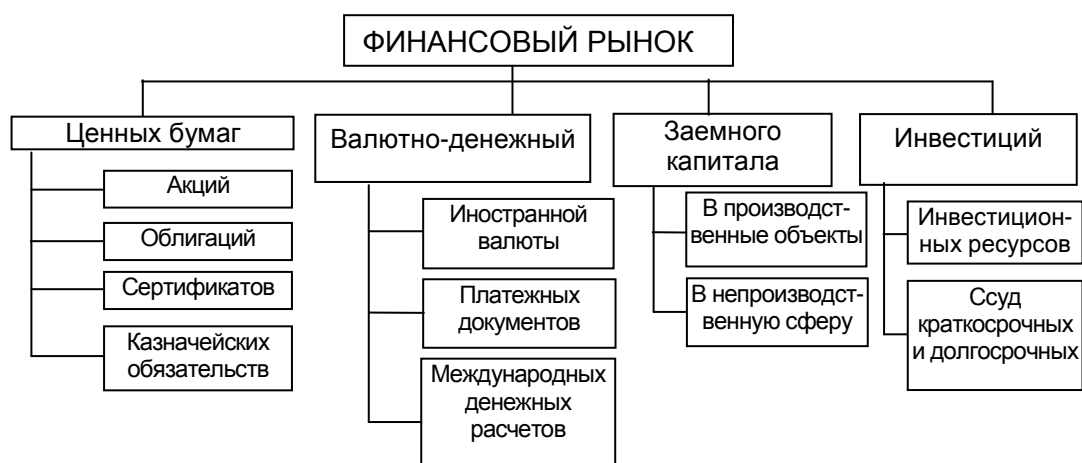 ФИНАНСОВЫЙ РЫНОК
Ценных бумаг
Акций
Облигаций
Сертификатов
Казначейских
обязательств
Валютно-денежный
Иностранной
валюты
Платежных
документов
Международных
денежных
расчетов
Заемного
капитала
В производст-
венные объекты
В непроизводст-
венную сферу
Инвестиций
Инвестицион-
ных ресурсов
Ссуд
краткосрочных
и долгосрочных